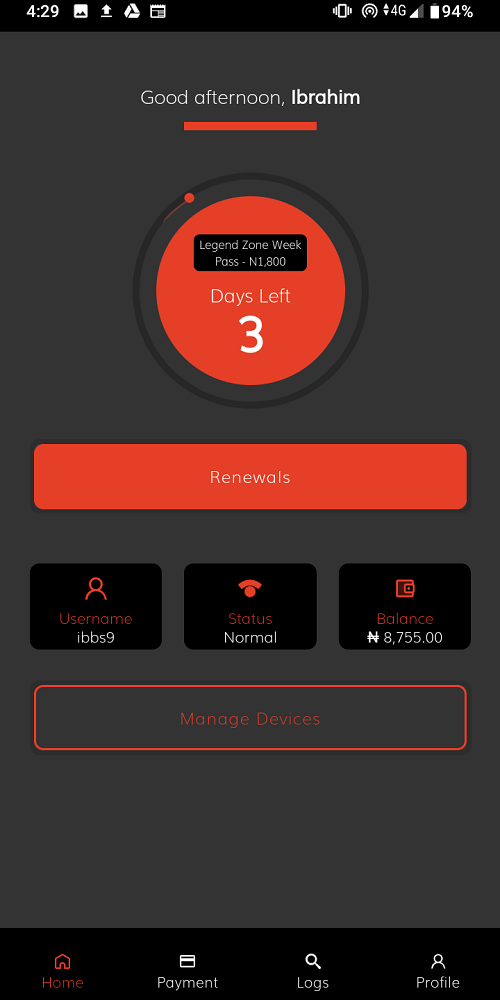 4:29 4G 94%
Good afternoon, Ibrahim
Legend Zone Week
Pass - N1,800
Days Left
3
Renewals
Username Status Balance
ibbs9 Normal ₦ 8,755.00
Manage Devices
Home Payment Logs Profile